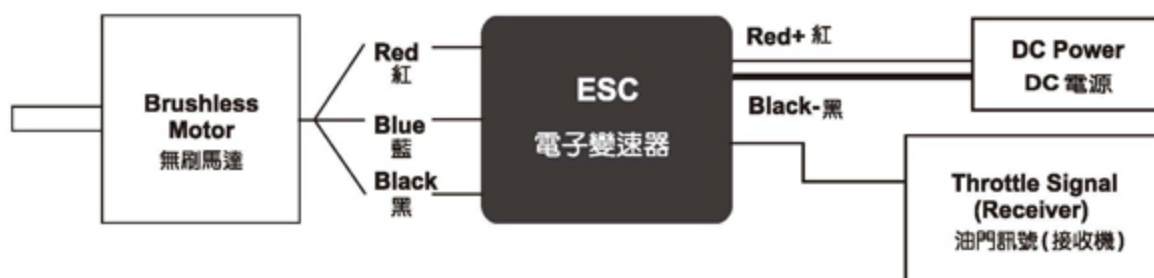 Brushless
Motor
無刷馬達
Red
紅
Blue
藍
Black
黑
ESC
電子變速器
Red+ 紅
Black-黑
DC Power
DC 電源
Throttle Signal
(Receiver)
油門訊號(接收機)